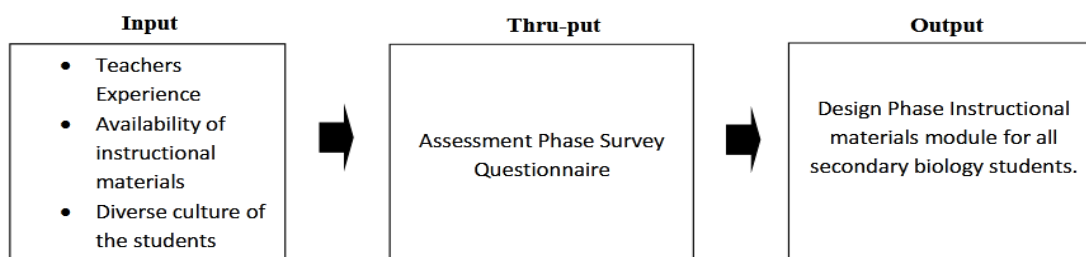 Input
● Teachers
Experience
● Availability of
instructional
materials
● Diverse culture of
the students
Thru-put
Assessment Phase Survey
Questionnaire
Output
Design Phase Instructional
materials module for all
secondary biology students.